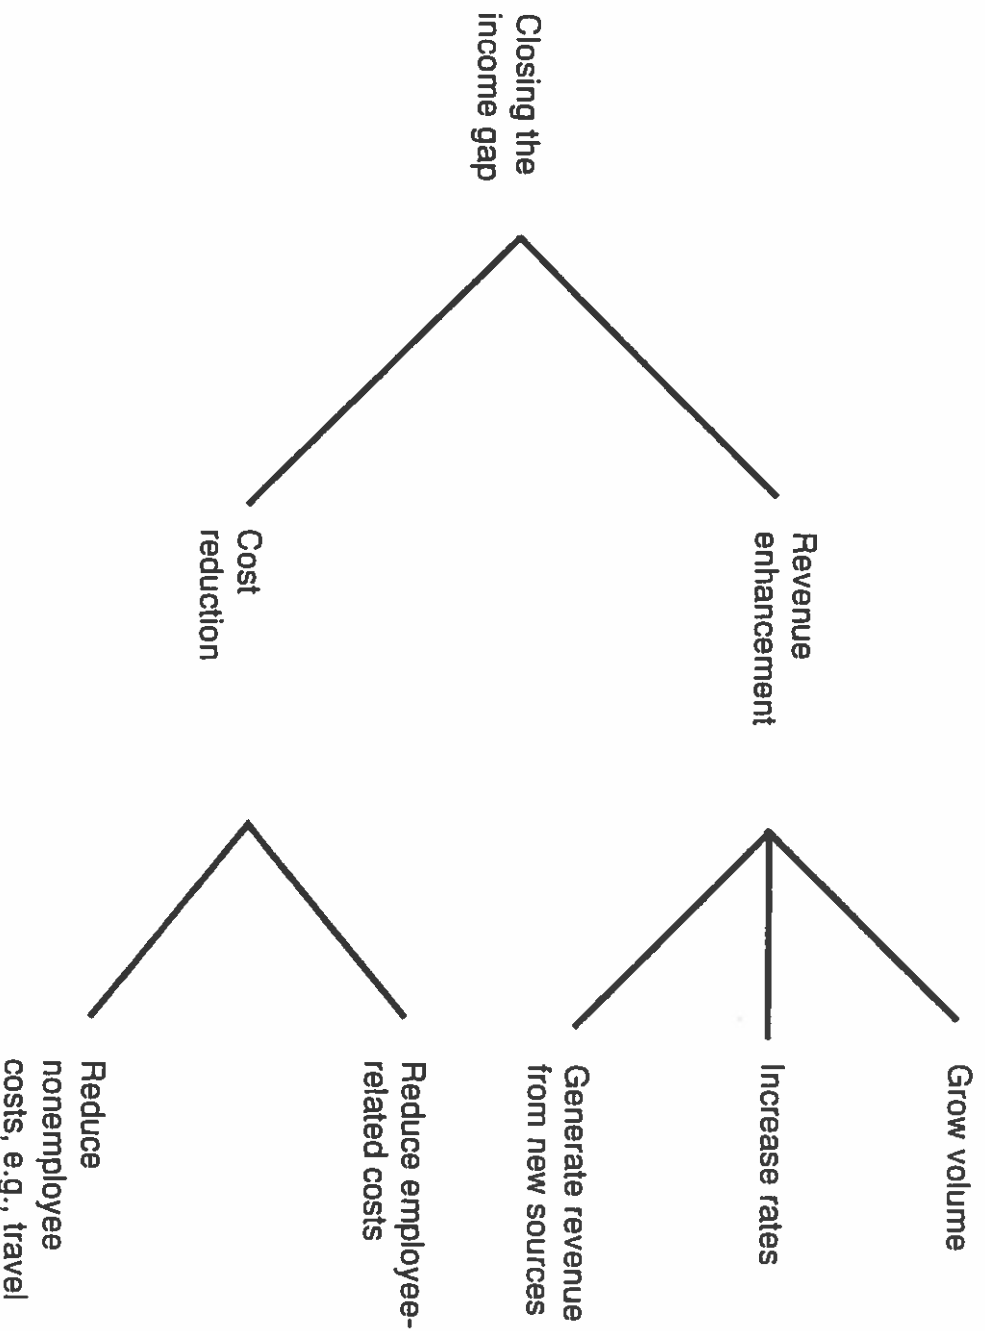 Closing the
income gap
Revenue
enhancement
Grow volume
Increase rates
Generate revenue
from new sources
Cost
reduction
Reduce employee-
related costs
Reduce
nonemployee
costs, e.g., travel